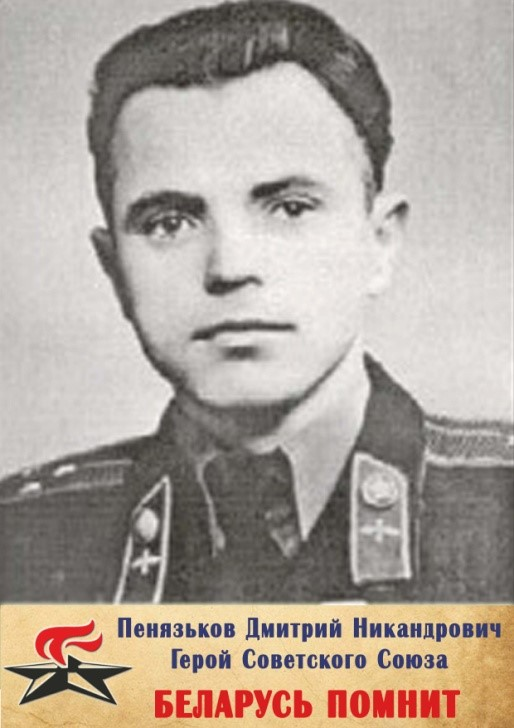 Пенязьков Дмитрий Никандрович
Герой Советского Союза
БЕЛАРУСЬ ПОМНИТ